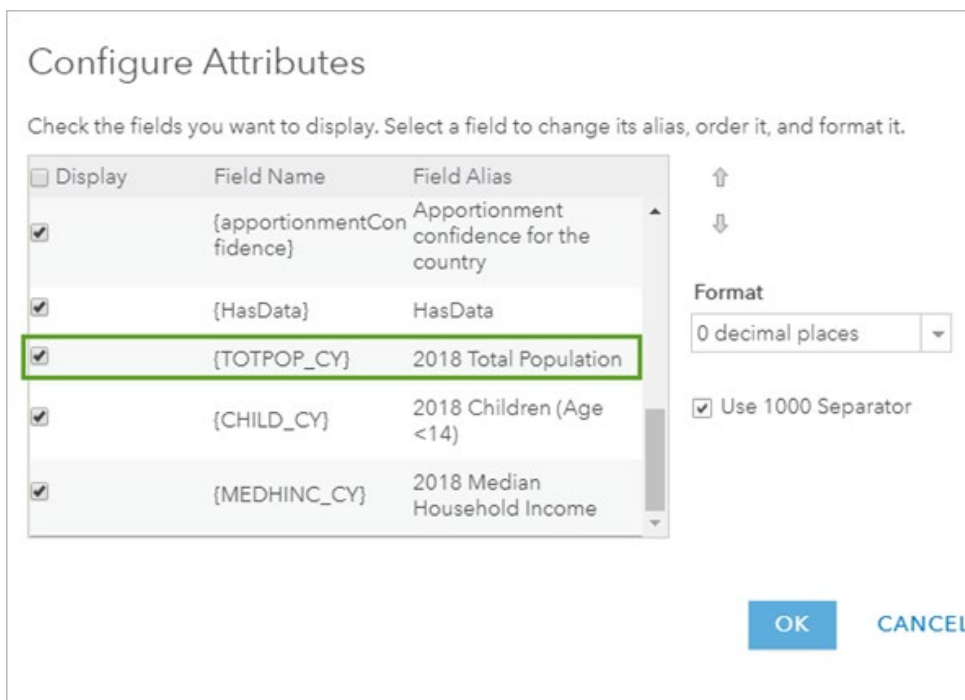 Configure Attributes
Check the fields you want to display. Select a field to change its alias, order it, and format it.
Display Field Name Field Alias
{apportionmentCon
fidence}
Apportionment
confidence for the
country
{HasData} HasData
{TOTPOP_CY} 2018 Total Population
{CHILD_CY}
2018 Children (Age
<14)
{MEDHINC_CY}
2018 Median
Household Income
Format
0 decimal places
Use 1000 Separator
OK CANCEL